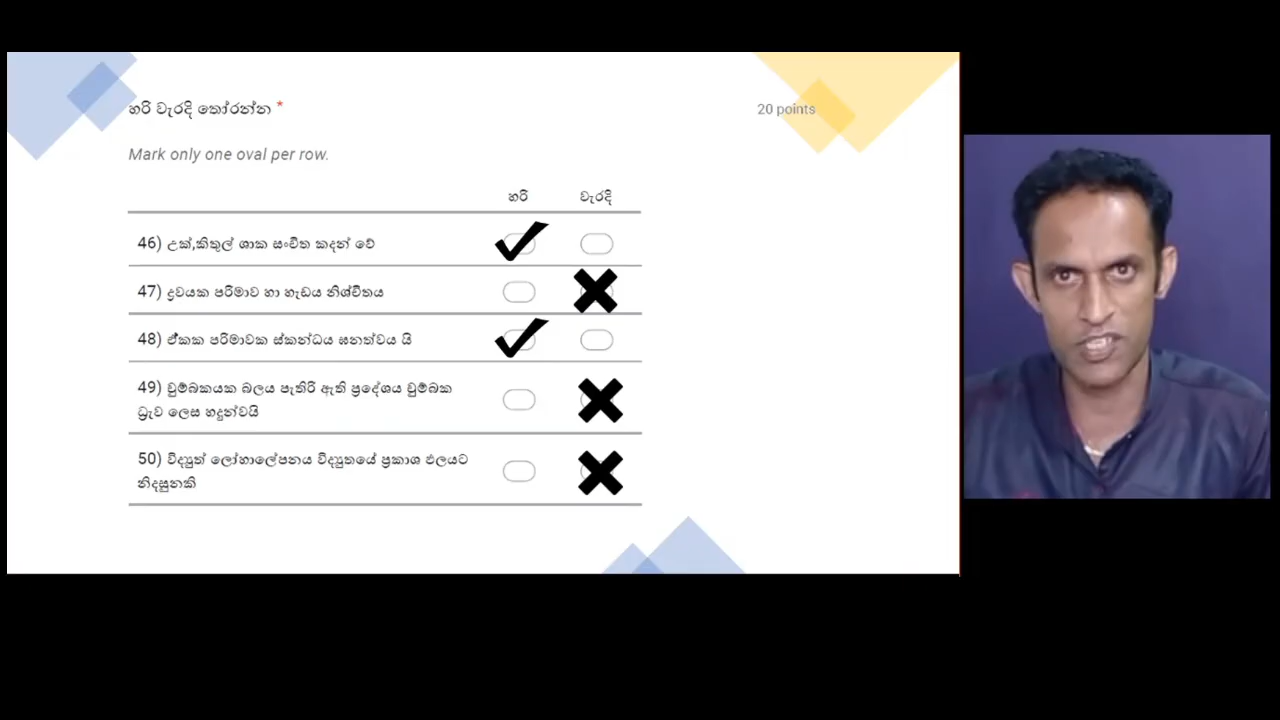 හරි වැරදි තෝරන්න *
20 points
Mark only one oval per row.
හරි වැරදි
46) උක්,කිතුල් ශාක සංචිත කඳන් වේ
47) ද්‍රවයක පරිමාව හා හැඩය නිශ්චිතය
48) ඒකක පරිමාවක ස්කන්ධය ඝනත්වය යි
49) චුම්බකයක බලය පැතිරී ඇති ප්‍රදේශය චුම්බක
ධ්‍රැව ලෙස හඳුන්වයි
50) විද්‍යුත් ලෝහාලේපනය විද්‍යුතයේ ප්‍රකාශ ඵලයට
නිදසුනකි